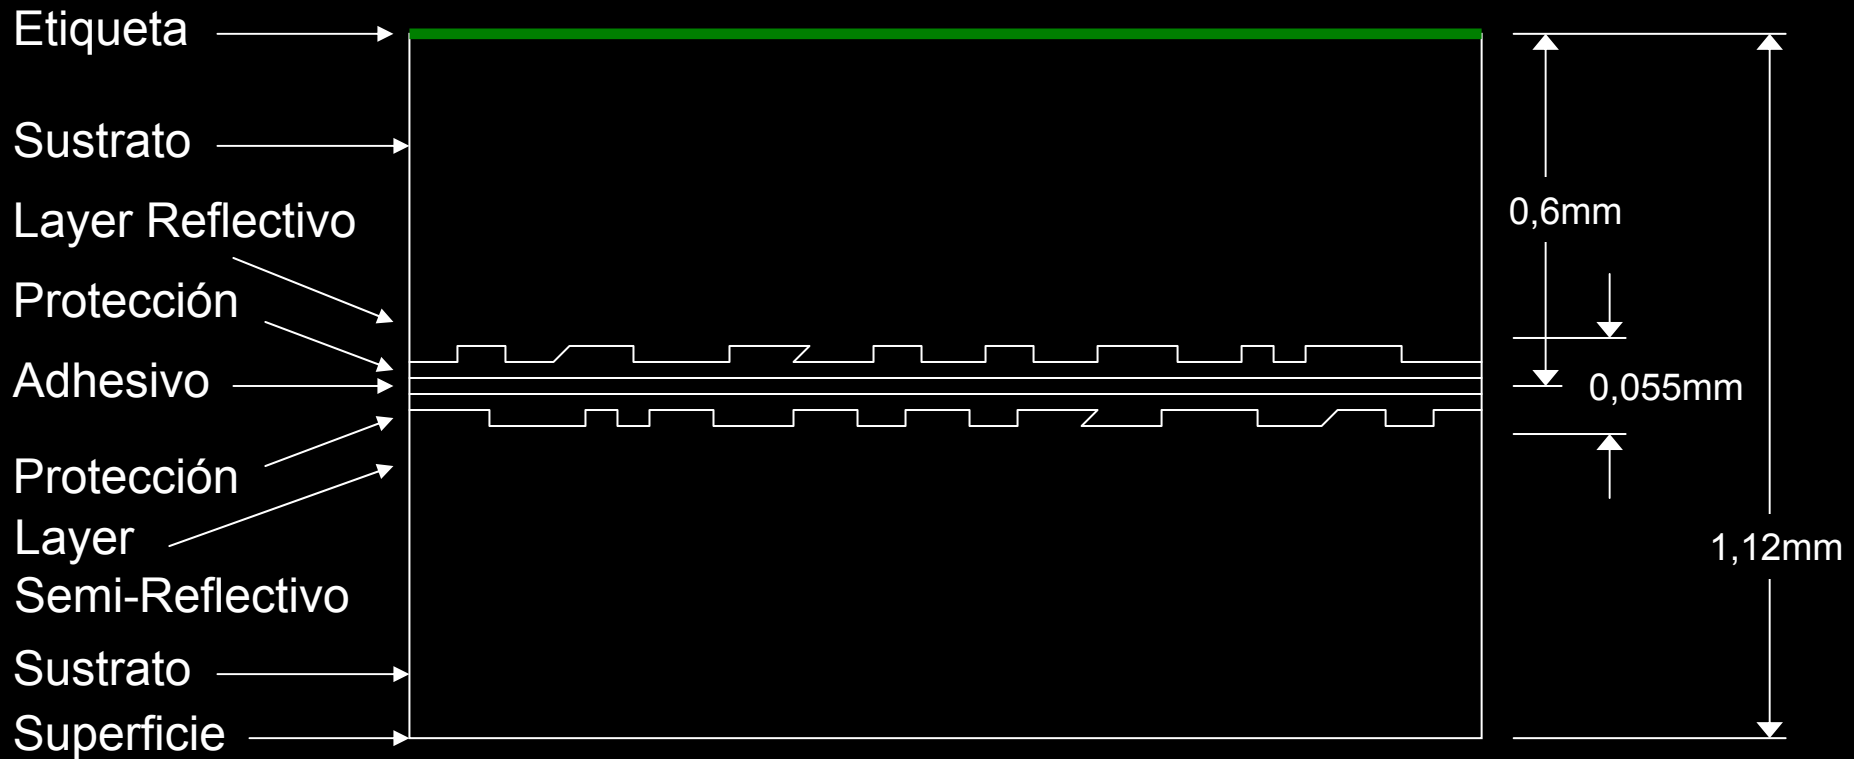 Etiqueta
Sustrato
Layer Reflectivo
Protección
Adhesivo
Protección
Layer
Semi-Reflectivo
Sustrato
Superficie
0,6mm
0,055mm
1,12mm